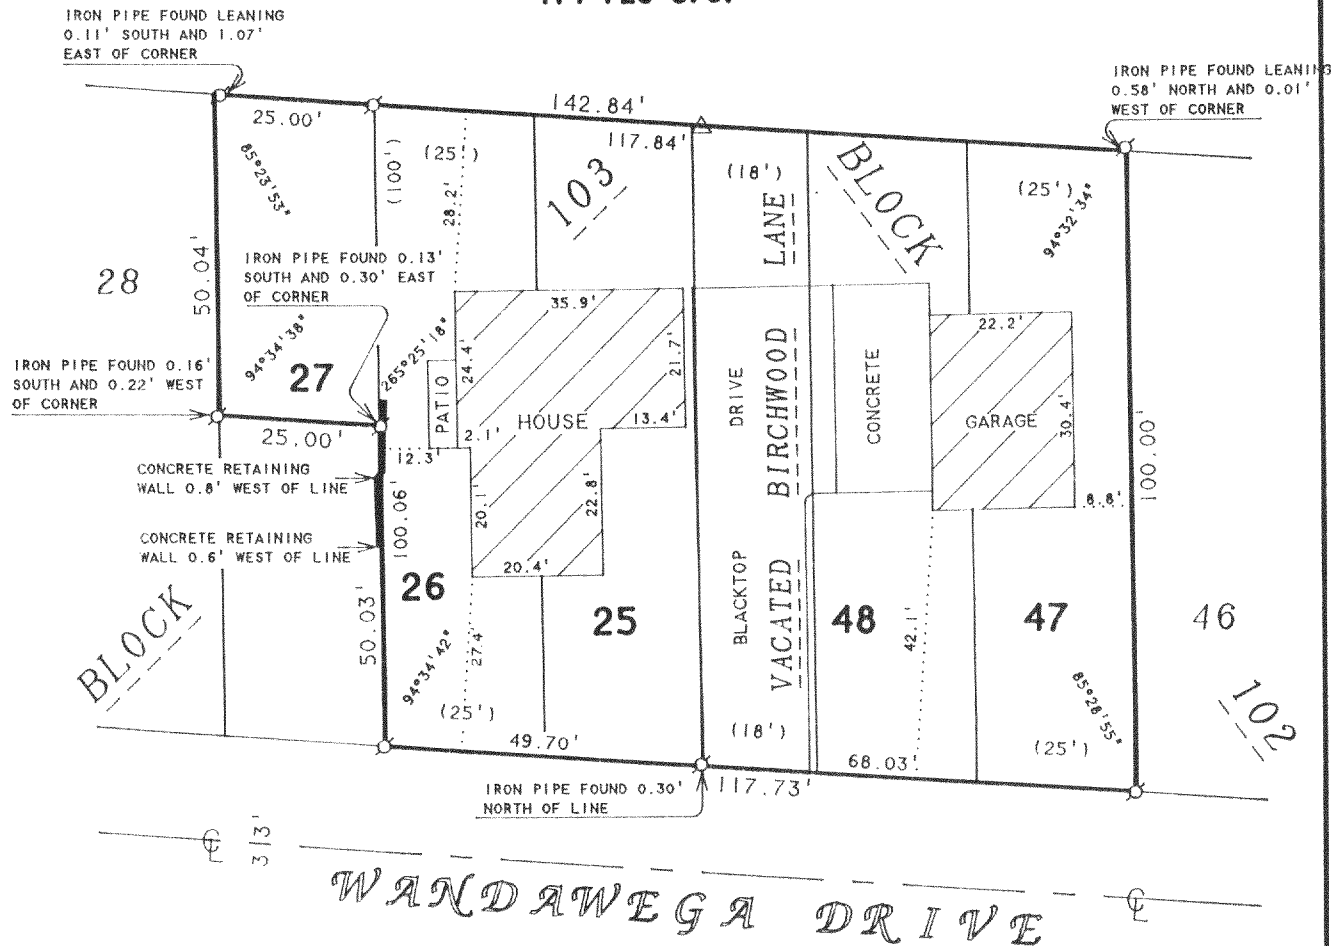 IRON PIPE FOUND LEANING
0.11' SOUTH AND 1.07'
EAST OF CORNER
IRON PIPE FOUND LEANING
0.58' NORTH AND 0.01'
WEST OF CORNER
142.84'
25.00'
117.84'
(25')
(18')
BLOCK
(25')
(100')
85°23'53"
28.2'
103
LANE
94°32'34"
IRON PIPE FOUND 0.13'
SOUTH AND 0.30' EAST
OF CORNER
28
50.04'
35.9'
22.2'
94°34'38"
265°25'18"
24.4'
21.7'
BIRCHWOOD
IRON PIPE FOUND 0.16'
SOUTH AND 0.22' WEST
OF CORNER
27
PATIO
HOUSE
13.4'
DRIVE
CONCRETE
GARAGE
30.4'
100.00'
25.00'
2.1'
12.3'
CONCRETE RETAINING
WALL 0.8' WEST OF LINE
20.1'
22.8'
8.8'
100.06'
CONCRETE RETAINING
WALL 0.6' WEST OF LINE
20.4'
BLACKTOP
VACATED
26
25
48
47
46
BLOCK
50.03'
94°34'42"
27.4'
42.1'
85°28'55"
102
(25')
(18')
(25')
49.70'
68.03'
117.73'
IRON PIPE FOUND 0.30'
NORTH OF LINE
33'
WANDAWEGA DRIVE